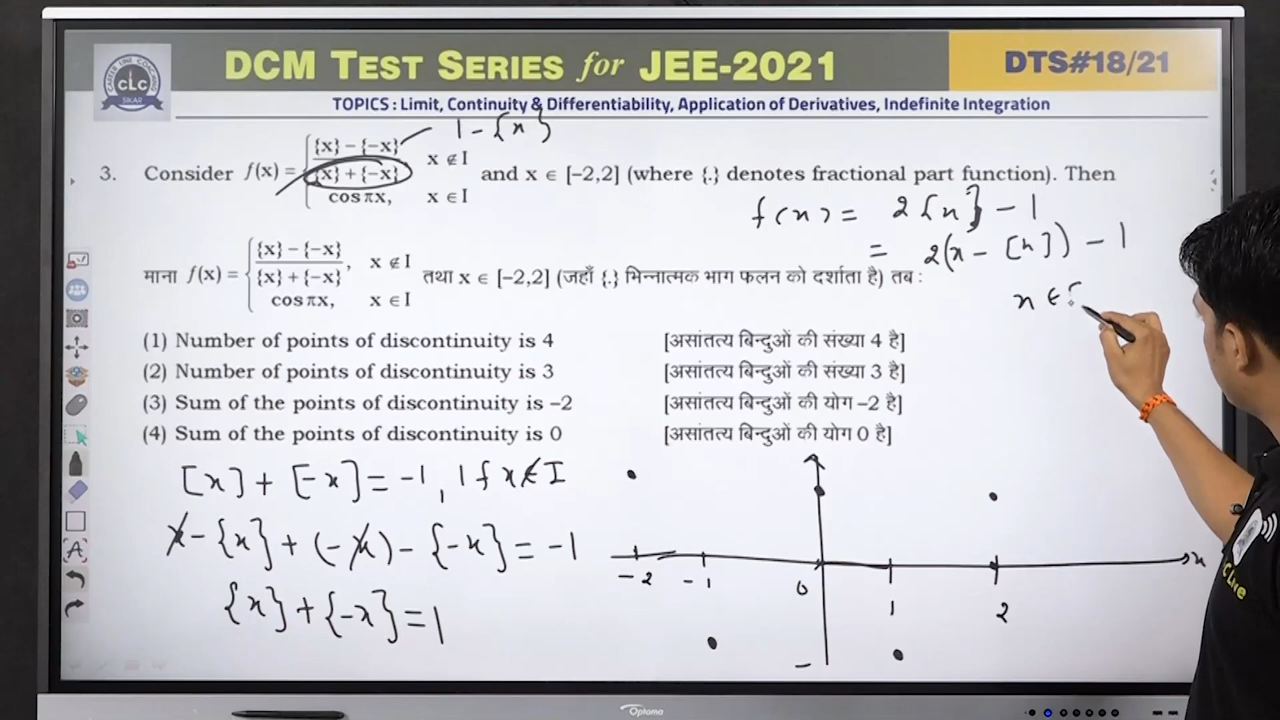 DCM TEST SERIES for JEE-2021
DTS#18/21
CLC
SIKAR
TOPICS : Limit, Continuity & Differentiability, Application of Derivatives, Indefinite Integration
1 - {x}
3. Consider f(x) = {x} − {−x} / {x} + {−x} x ∉ I
cos πx, x ∈ I
and x ∈ [−2,2] (where {.} denotes fractional part function). Then
f(x) = 2{x} - 1
= 2(x - [x]) - 1
x ∈ [
माना f(x) = {x} − {−x} / {x} + {−x}, x ∉ I
cos πx, x ∈ I
तथा x ∈ [−2,2] (जहाँ {.} भिन्नात्मक भाग फलन को दर्शाता है) तब :
(1) Number of points of discontinuity is 4 [असांतत्य बिन्दुओं की संख्या 4 है]
(2) Number of points of discontinuity is 3 [असांतत्य बिन्दुओं की संख्या 3 है]
(3) Sum of the points of discontinuity is −2 [असांतत्य बिन्दुओं का योग −2 है]
(4) Sum of the points of discontinuity is 0 [असांतत्य बिन्दुओं का योग 0 है]
[x] + [-x] = -1, if x ∉ I
x - {x} + (-x) - {-x} = -1
{x} + {-x} = 1
-2 -1 0 1 2 x
Optoma